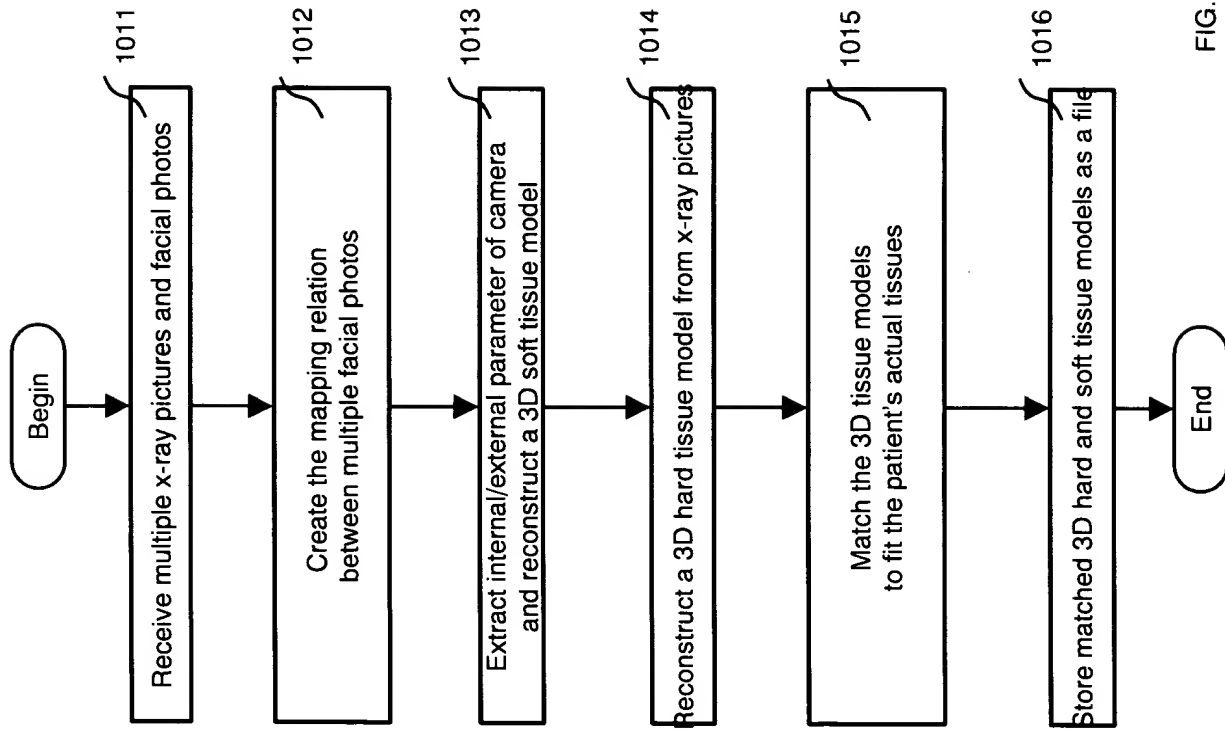 Begin
1011
Receive multiple x-ray pictures and facial photos
1012
Create the mapping relation
between multiple facial photos
1013
Extract internal/external parameter of camera
and reconstruct a 3D soft tissue model
1014
Reconstruct a 3D hard tissue model from x-ray pictures
1015
Match the 3D tissue models
to fit the patient's actual tissues
1016
Store matched 3D hard and soft tissue models as a file
End
FIG.